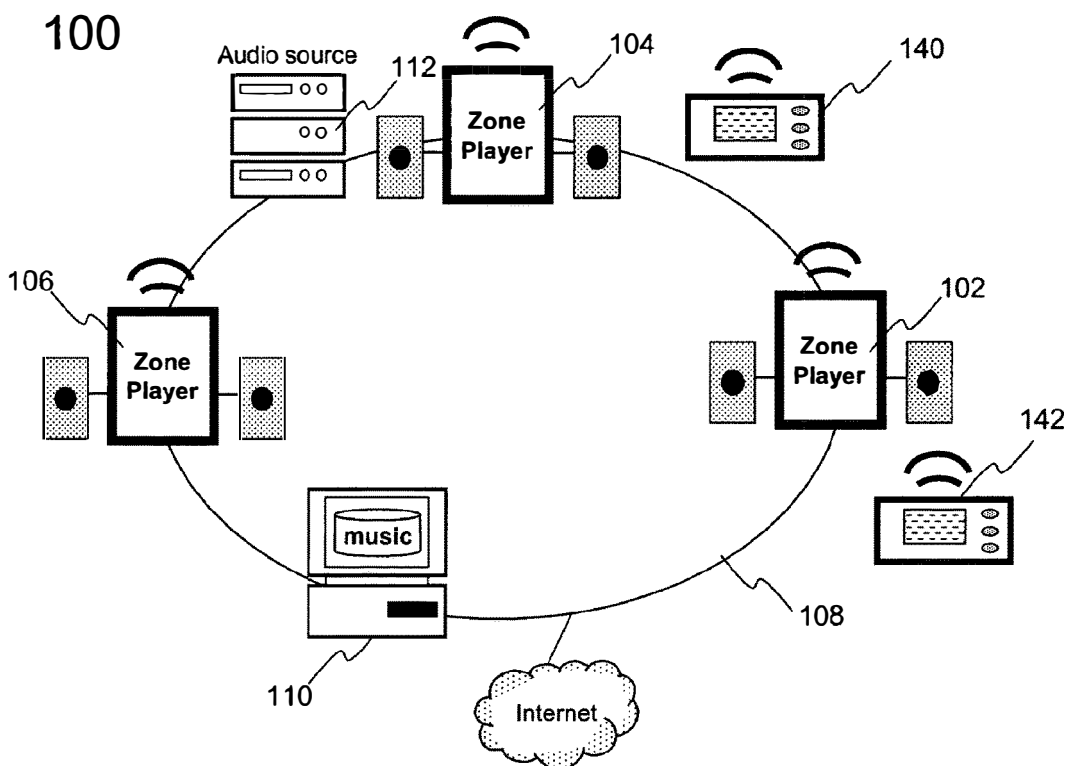 100
Audio source
112
104
140
Zone
Player
106
102
Zone
Player
Zone
Player
142
music
108
110
Internet